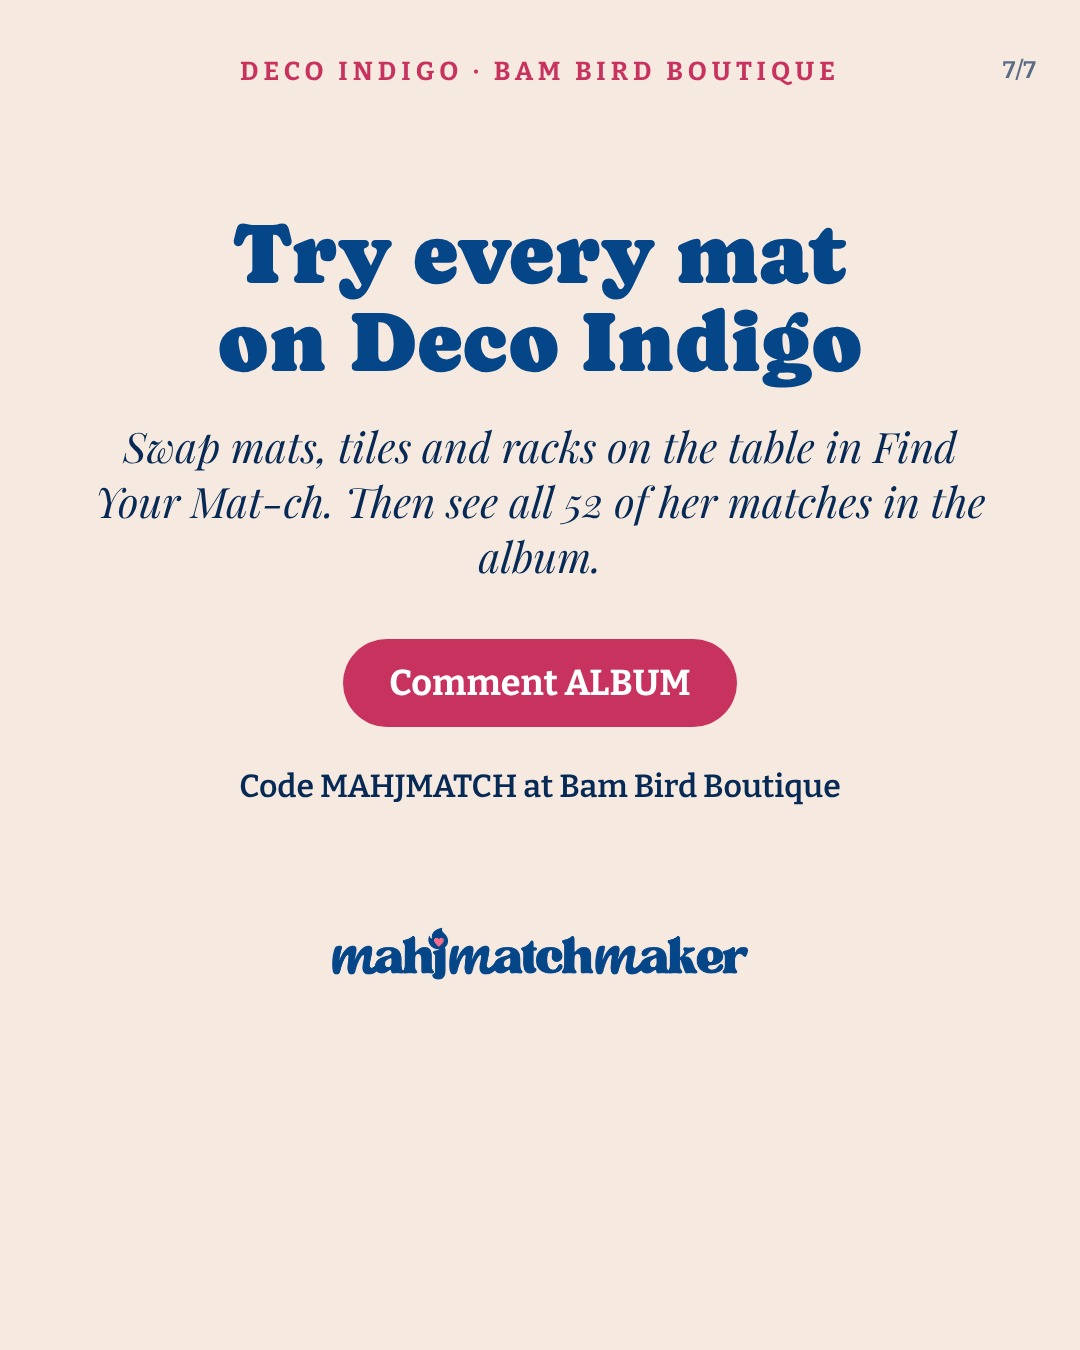 DECO INDIGO · BAM BIRD BOUTIQUE
7/7
Try every mat
on Deco Indigo
Swap mats, tiles and racks on the table in Find
Your Mat-ch. Then see all 52 of her matches in the
album.
Comment ALBUM
Code MAHJMATCH at Bam Bird Boutique
mahjmatchmaker